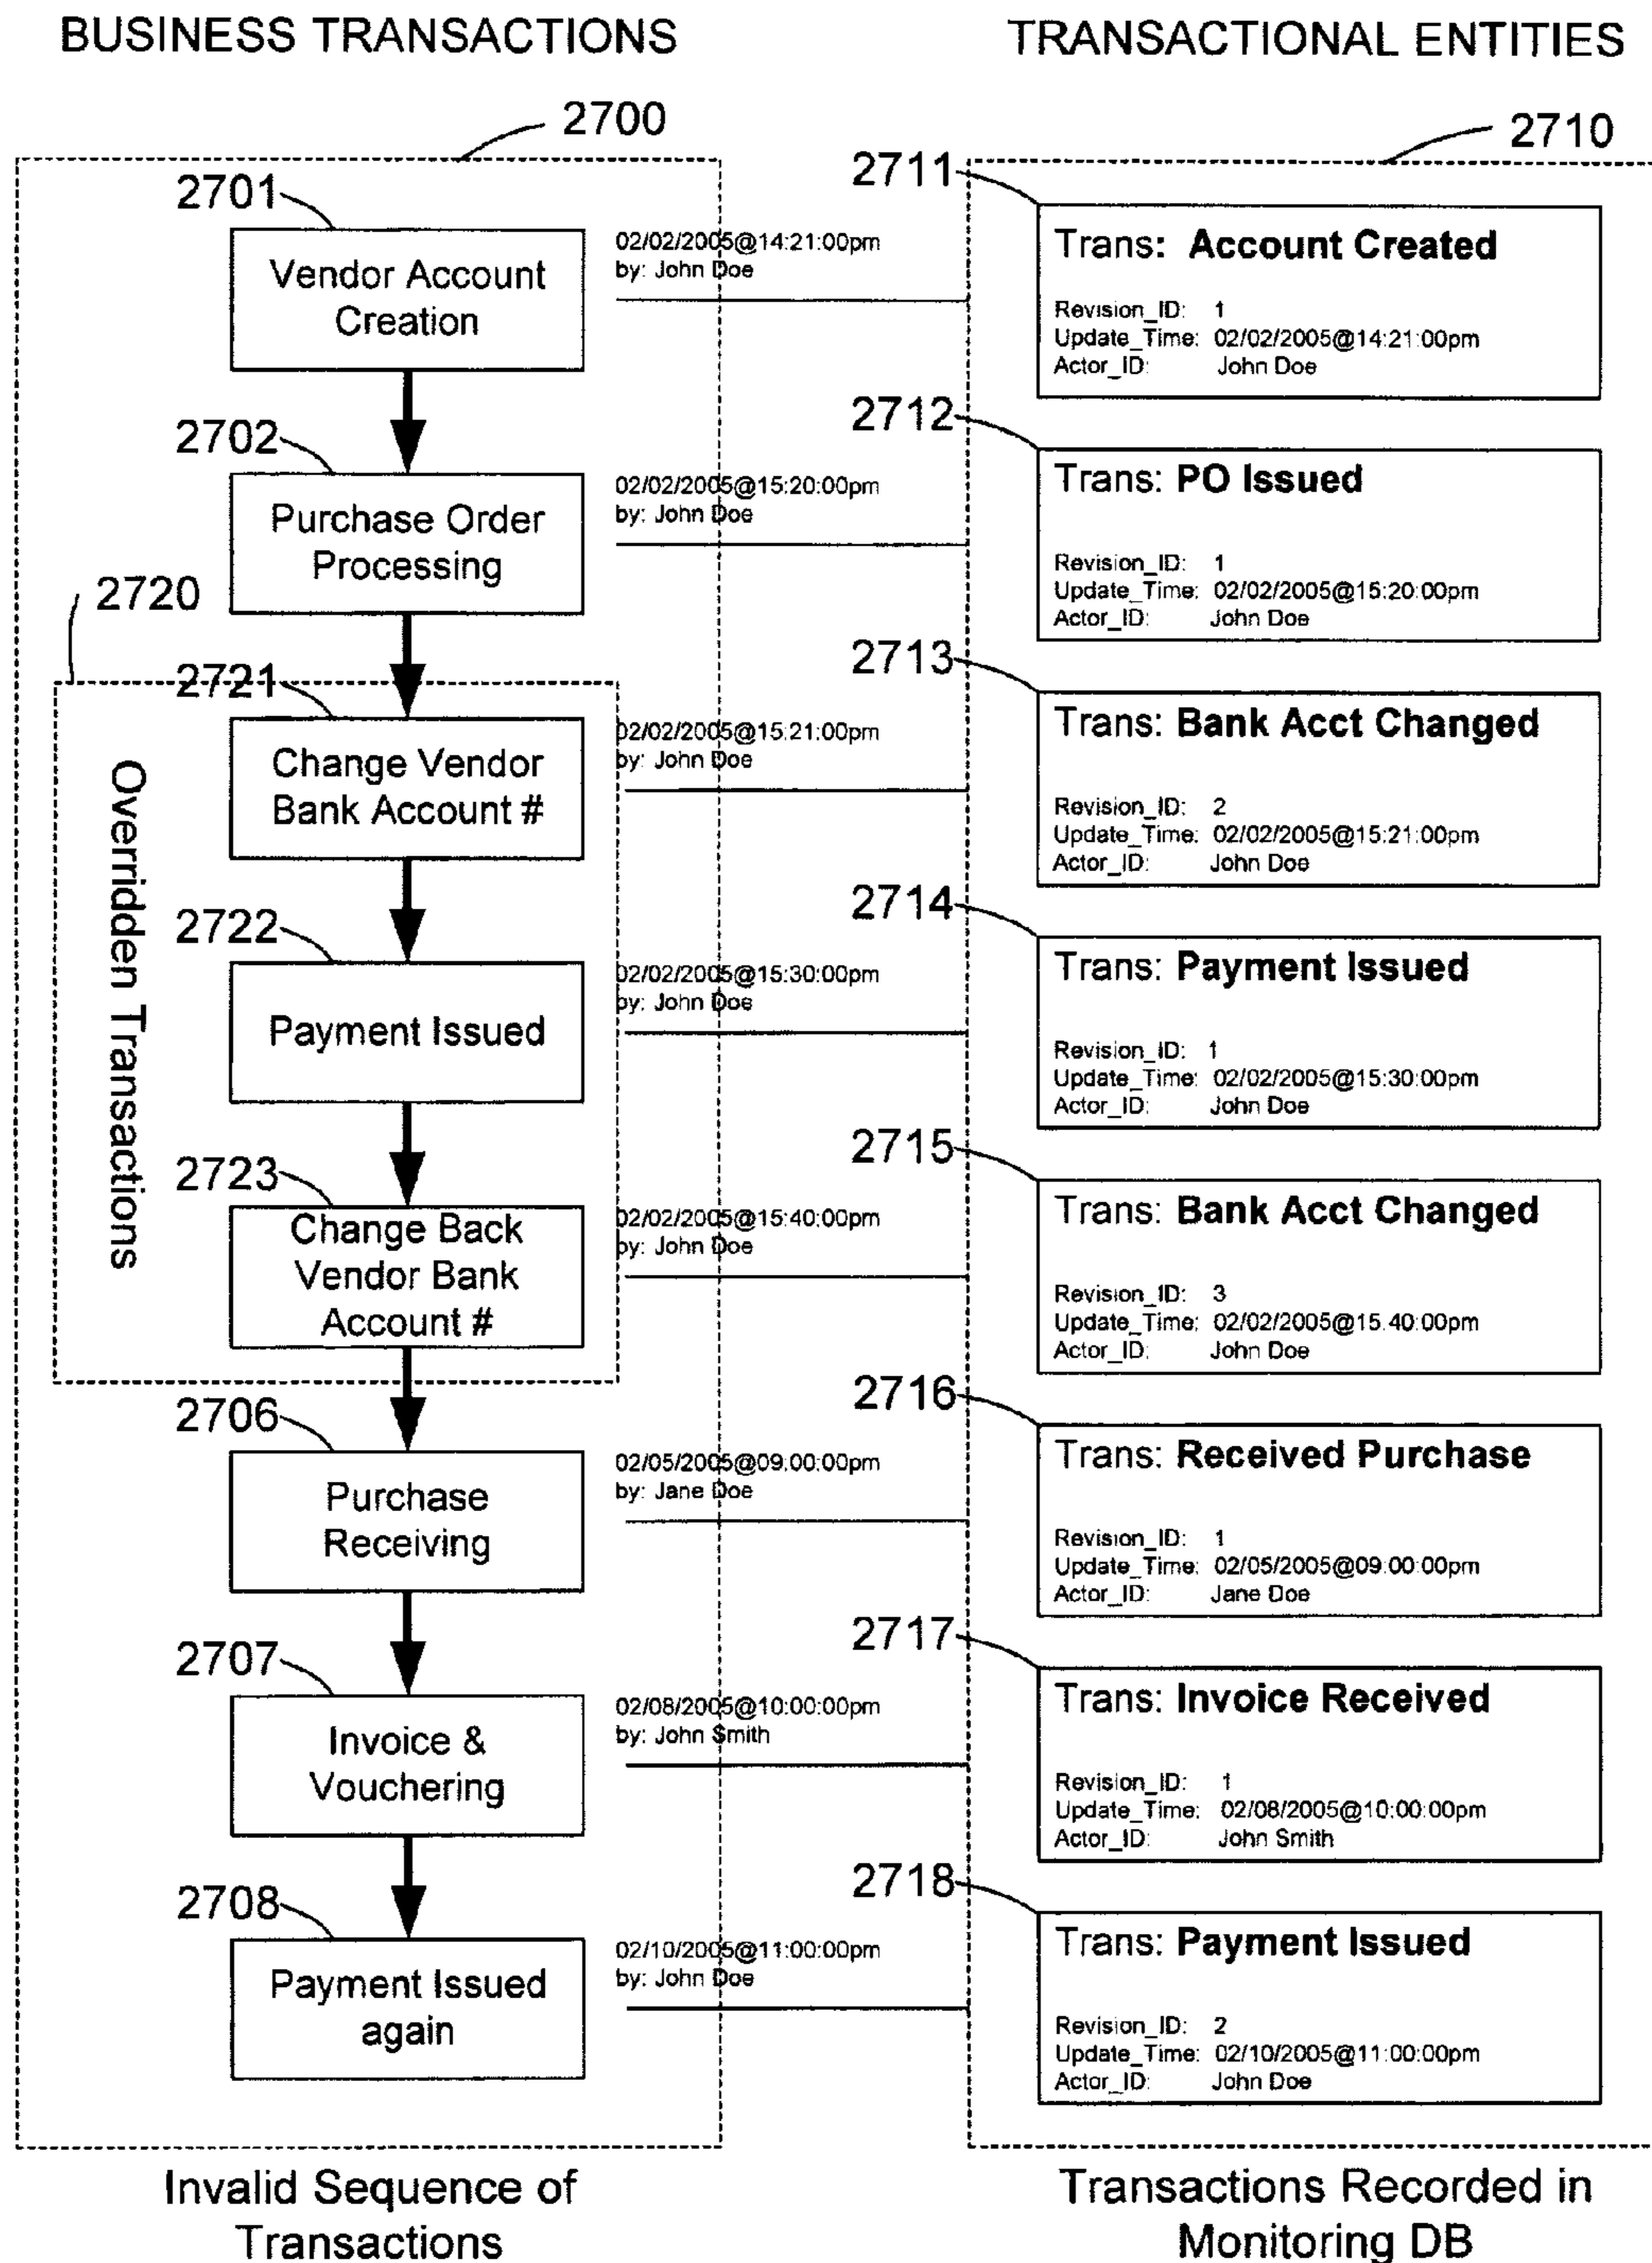 BUSINESS TRANSACTIONS
TRANSACTIONAL ENTITIES
2700
2710
2701
Vendor Account
Creation
02/02/2005@14:21:00pm
by: John Doe
2711
Trans: Account Created
Revision_ID: 1
Update_Time: 02/02/2005@14:21:00pm
Actor_ID: John Doe
2702
Purchase Order
Processing
02/02/2005@15:20:00pm
by: John Doe
2712
Trans: PO Issued
Revision_ID: 1
Update_Time: 02/02/2005@15:20:00pm
Actor_ID: John Doe
2720
Overridden Transactions
2721
Change Vendor
Bank Account #
02/02/2005@15:21:00pm
by: John Doe
2713
Trans: Bank Acct Changed
Revision_ID: 2
Update_Time: 02/02/2005@15:21:00pm
Actor_ID: John Doe
2722
Payment Issued
02/02/2005@15:30:00pm
by: John Doe
2714
Trans: Payment Issued
Revision_ID: 1
Update_Time: 02/02/2005@15:30:00pm
Actor_ID: John Doe
2723
Change Back
Vendor Bank
Account #
02/02/2005@15:40:00pm
by: John Doe
2715
Trans: Bank Acct Changed
Revision_ID: 3
Update_Time: 02/02/2005@15:40:00pm
Actor_ID: John Doe
2706
Purchase
Receiving
02/05/2005@09:00:00pm
by: Jane Doe
2716
Trans: Received Purchase
Revision_ID: 1
Update_Time: 02/05/2005@09:00:00pm
Actor_ID: Jane Doe
2707
Invoice &
Vouchering
02/08/2005@10:00:00pm
by: John Smith
2717
Trans: Invoice Received
Revision_ID: 1
Update_Time: 02/08/2005@10:00:00pm
Actor_ID: John Smith
2708
Payment Issued
again
02/10/2005@11:00:00pm
by: John Doe
2718
Trans: Payment Issued
Revision_ID: 2
Update_Time: 02/10/2005@11:00:00pm
Actor_ID: John Doe
Invalid Sequence of
Transactions
Transactions Recorded in
Monitoring DB